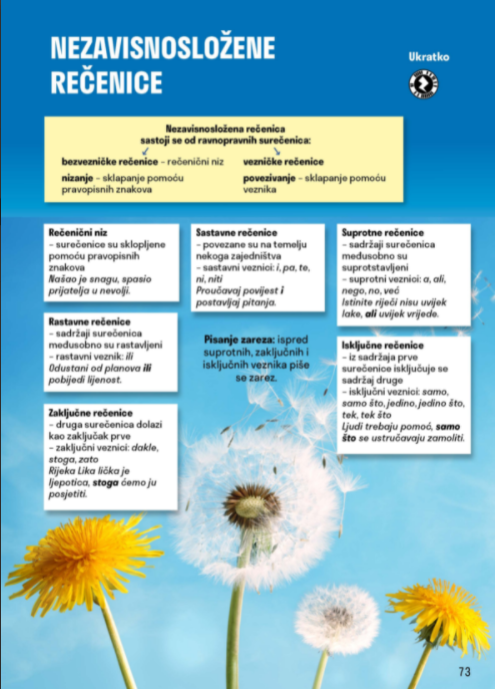 NEZAVISNOSLOŽENE
REČENICE
Ukratko
Nezavisnosložena rečenica
sastoji se od ravnopravnih surečenica:
bezvezničke rečenice – rečenični niz
nizanje – sklapanje pomoću
pravopisnih znakova
vezničke rečenice
povezivanje – sklapanje pomoću
veznika
Rečenični niz
– surečenice su sklopljene
pomoću pravopisnih
znakova
Našao je snagu, spasio
prijatelja u nevolji.
Sastavne rečenice
– povezane su na temelju
nekoga zajedništva
– sastavni veznici: i, pa, te,
ni, niti
Proučavaj povijest i
postavljaj pitanja.
Suprotne rečenice
– sadržaji surečenica
međusobno su
suprotstavljeni
– suprotni veznici: a, ali,
nego, no, već
Istinite riječi nisu uvijek
lake, ali uvijek vrijede.
Rastavne rečenice
– sadržaji surečenica
međusobno su rastavljeni
– rastavni veznik: ili
Odustani od planova ili
pobijedi lijenost.
Pisanje zareza: ispred
suprotnih, zaključnih i
isključnih veznika piše
se zarez.
Isključne rečenice
– iz sadržaja prve
surečenice isključuje se
sadržaj druge
– isključni veznici: samo,
samo što, jedino, jedino što,
tek, tek što
Ljudi trebaju pomoć, samo
što se ustručavaju zamoliti.
Zaključne rečenice
– druga surečenica dolazi
kao zaključak prve
– zaključni veznici: dakle,
stoga, zato
Rijeka Lika lička je
ljepotica, stoga ćemo ju
posjetiti.
73